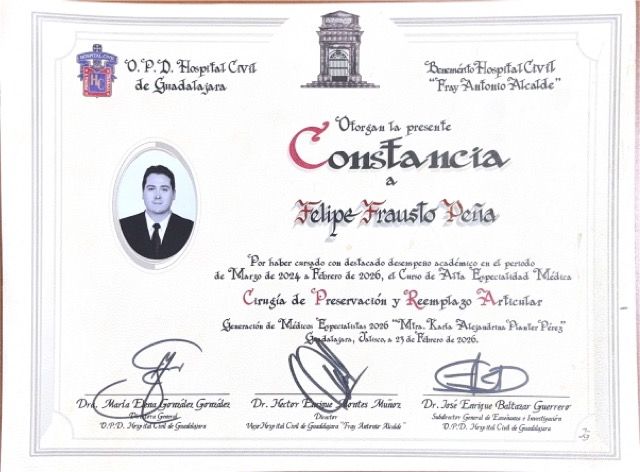 HOSPITAL CIVIL
HC
O. P. D. Hospital Civil
de Guadalajara
Benemérito Hospital Civil
"Fray Antonio Alcalde"
Otorgan la presente
Constancia
a
Felipe Frausto Peña
Por haber cursado con destacado desempeño académico en el periodo
de Marzo de 2024 a Febrero de 2026, el Curso de Alta Especialidad Médica
Cirugía de Preservación y Reemplazo Articular
Generación de Médicos Especialistas 2026 "Mtra. Karla Alejandrina Planter Pérez"
Guadalajara, Jalisco, a 23 de Febrero de 2026.
Dra. María Elena González González
Directora General
O.P.D. Hospital Civil de Guadalajara
Dr. Héctor Enrique Montes Muñoz
Director
Viejo Hospital Civil de Guadalajara "Fray Antonio Alcalde"
Dr. José Enrique Baltazar Guerrero
Subdirector General de Enseñanza e Investigación
O.P.D. Hospital Civil de Guadalajara